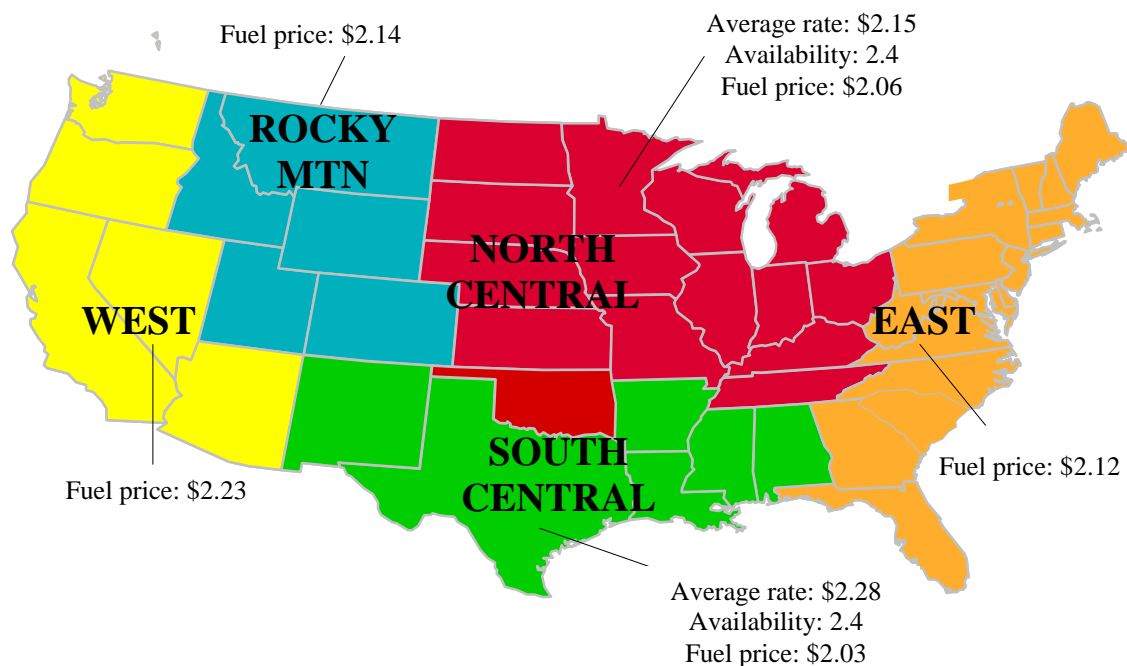 Fuel price: $2.14
Average rate: $2.15
Availability: 2.4
Fuel price: $2.06
ROCKY
MTN
NORTH
CENTRAL
WEST
EAST
SOUTH
CENTRAL
Fuel price: $2.23
Fuel price: $2.12
Average rate: $2.28
Availability: 2.4
Fuel price: $2.03